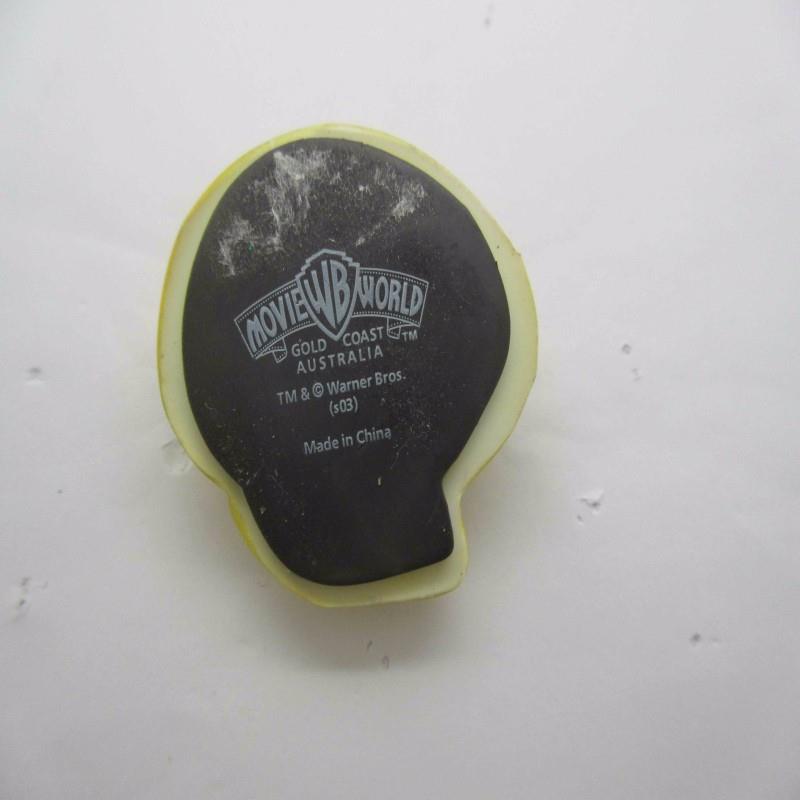 MOVIE WB WORLD
GOLD COAST TM
AUSTRALIA
TM & © Warner Bros.
(s03)
Made in China